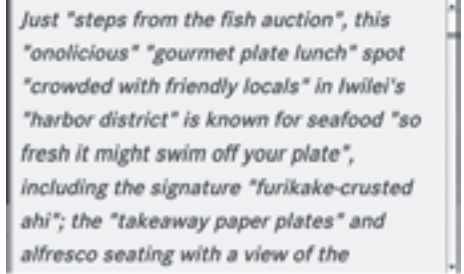 Just "steps from the fish auction", this
"onolicious" "gourmet plate lunch" spot
"crowded with friendly locals" in Iwilei's
"harbor district" is known for seafood "so
fresh it might swim off your plate",
including the signature "furikake-crusted
ahi"; the "takeaway paper plates" and
alfresco seating with a view of the